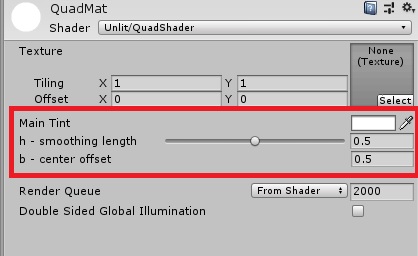 QuadMat
Shader Unlit/QuadShader
Texture None (Texture)
Tiling X 1 Y 1
Offset X 0 Y 0 Select
Main Tint
h - smoothing length 0.5
b - center offset 0.5
Render Queue From Shader 2000
Double Sided Global Illumination